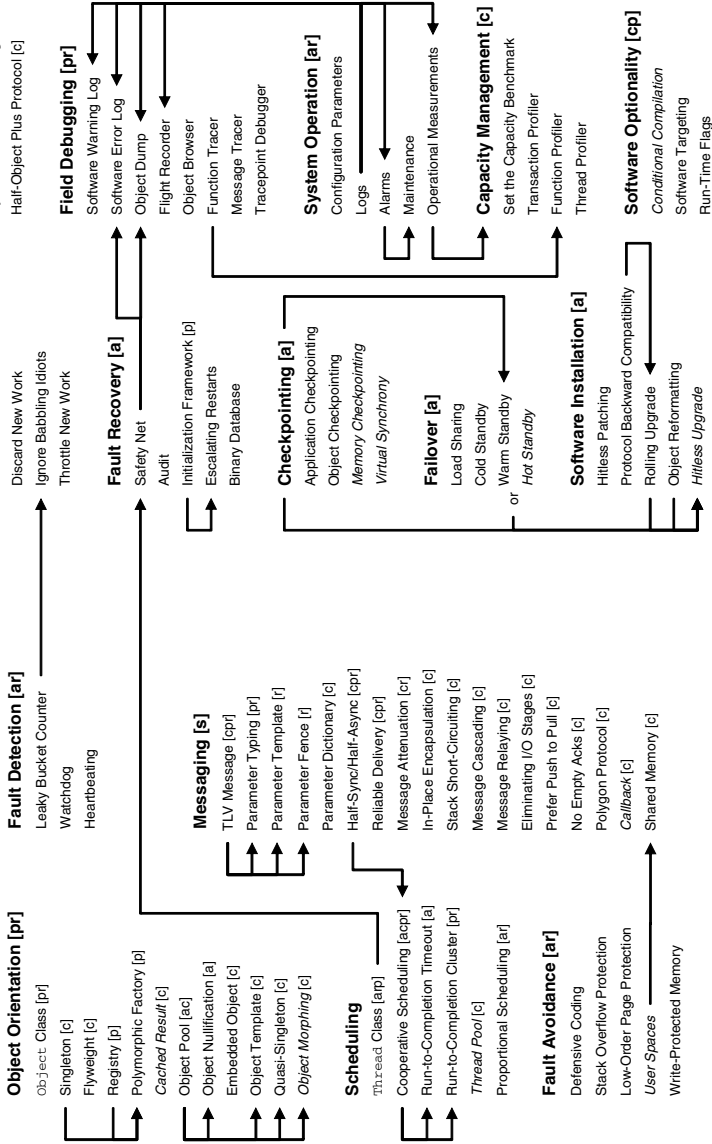 Object Orientation [pr]
Object Class [pr]
Singleton [c]
Flyweight [c]
Registry [p]
Polymorphic Factory [p]
Cached Result [c]
Object Pool [ac]
Object Nullification [a]
Embedded Object [c]
Object Template [c]
Quasi-Singleton [c]
Object Morphing [c]
Scheduling
Thread Class [arp]
Cooperative Scheduling [acpr]
Run-to-Completion Timeout [a]
Run-to-Completion Cluster [pr]
Thread Pool [c]
Proportional Scheduling [ar]
Fault Avoidance [ar]
Defensive Coding
Stack Overflow Protection
Low-Order Page Protection
User Spaces
Write-Protected Memory
Fault Detection [ar]
Leaky Bucket Counter
Watchdog
Heartbeating
Messaging [s]
TLV Message [cpr]
Parameter Typing [pr]
Parameter Template [r]
Parameter Fence [r]
Parameter Dictionary [c]
Half-Sync/Half-Async [cpr]
Reliable Delivery [cpr]
Message Attenuation [cr]
In-Place Encapsulation [c]
Stack Short-Circuiting [c]
Message Cascading [c]
Message Relaying [c]
Eliminating I/O Stages [c]
Prefer Push to Pull [c]
No Empty Acks [c]
Polygon Protocol [c]
Callback [c]
Shared Memory [c]
Discard New Work
Ignore Babbling Idiots
Throttle New Work
Fault Recovery [a]
Safety Net
Audit
Initialization Framework [p]
Escalating Restarts
Binary Database
Checkpointing [a]
Application Checkpointing
Object Checkpointing
Memory Checkpointing
Virtual Synchrony
Failover [a]
Load Sharing
Cold Standby
Warm Standby
or
Hot Standby
Software Installation [a]
Hitless Patching
Protocol Backward Compatibility
Rolling Upgrade
Object Reformatting
Hitless Upgrade
Half-Object Plus Protocol [c]
Field Debugging [pr]
Software Warning Log
Software Error Log
Object Dump
Flight Recorder
Object Browser
Function Tracer
Message Tracer
Tracepoint Debugger
System Operation [ar]
Configuration Parameters
Logs
Alarms
Maintenance
Operational Measurements
Capacity Management [c]
Set the Capacity Benchmark
Transaction Profiler
Function Profiler
Thread Profiler
Software Optionality [cp]
Conditional Compilation
Software Targeting
Run-Time Flags